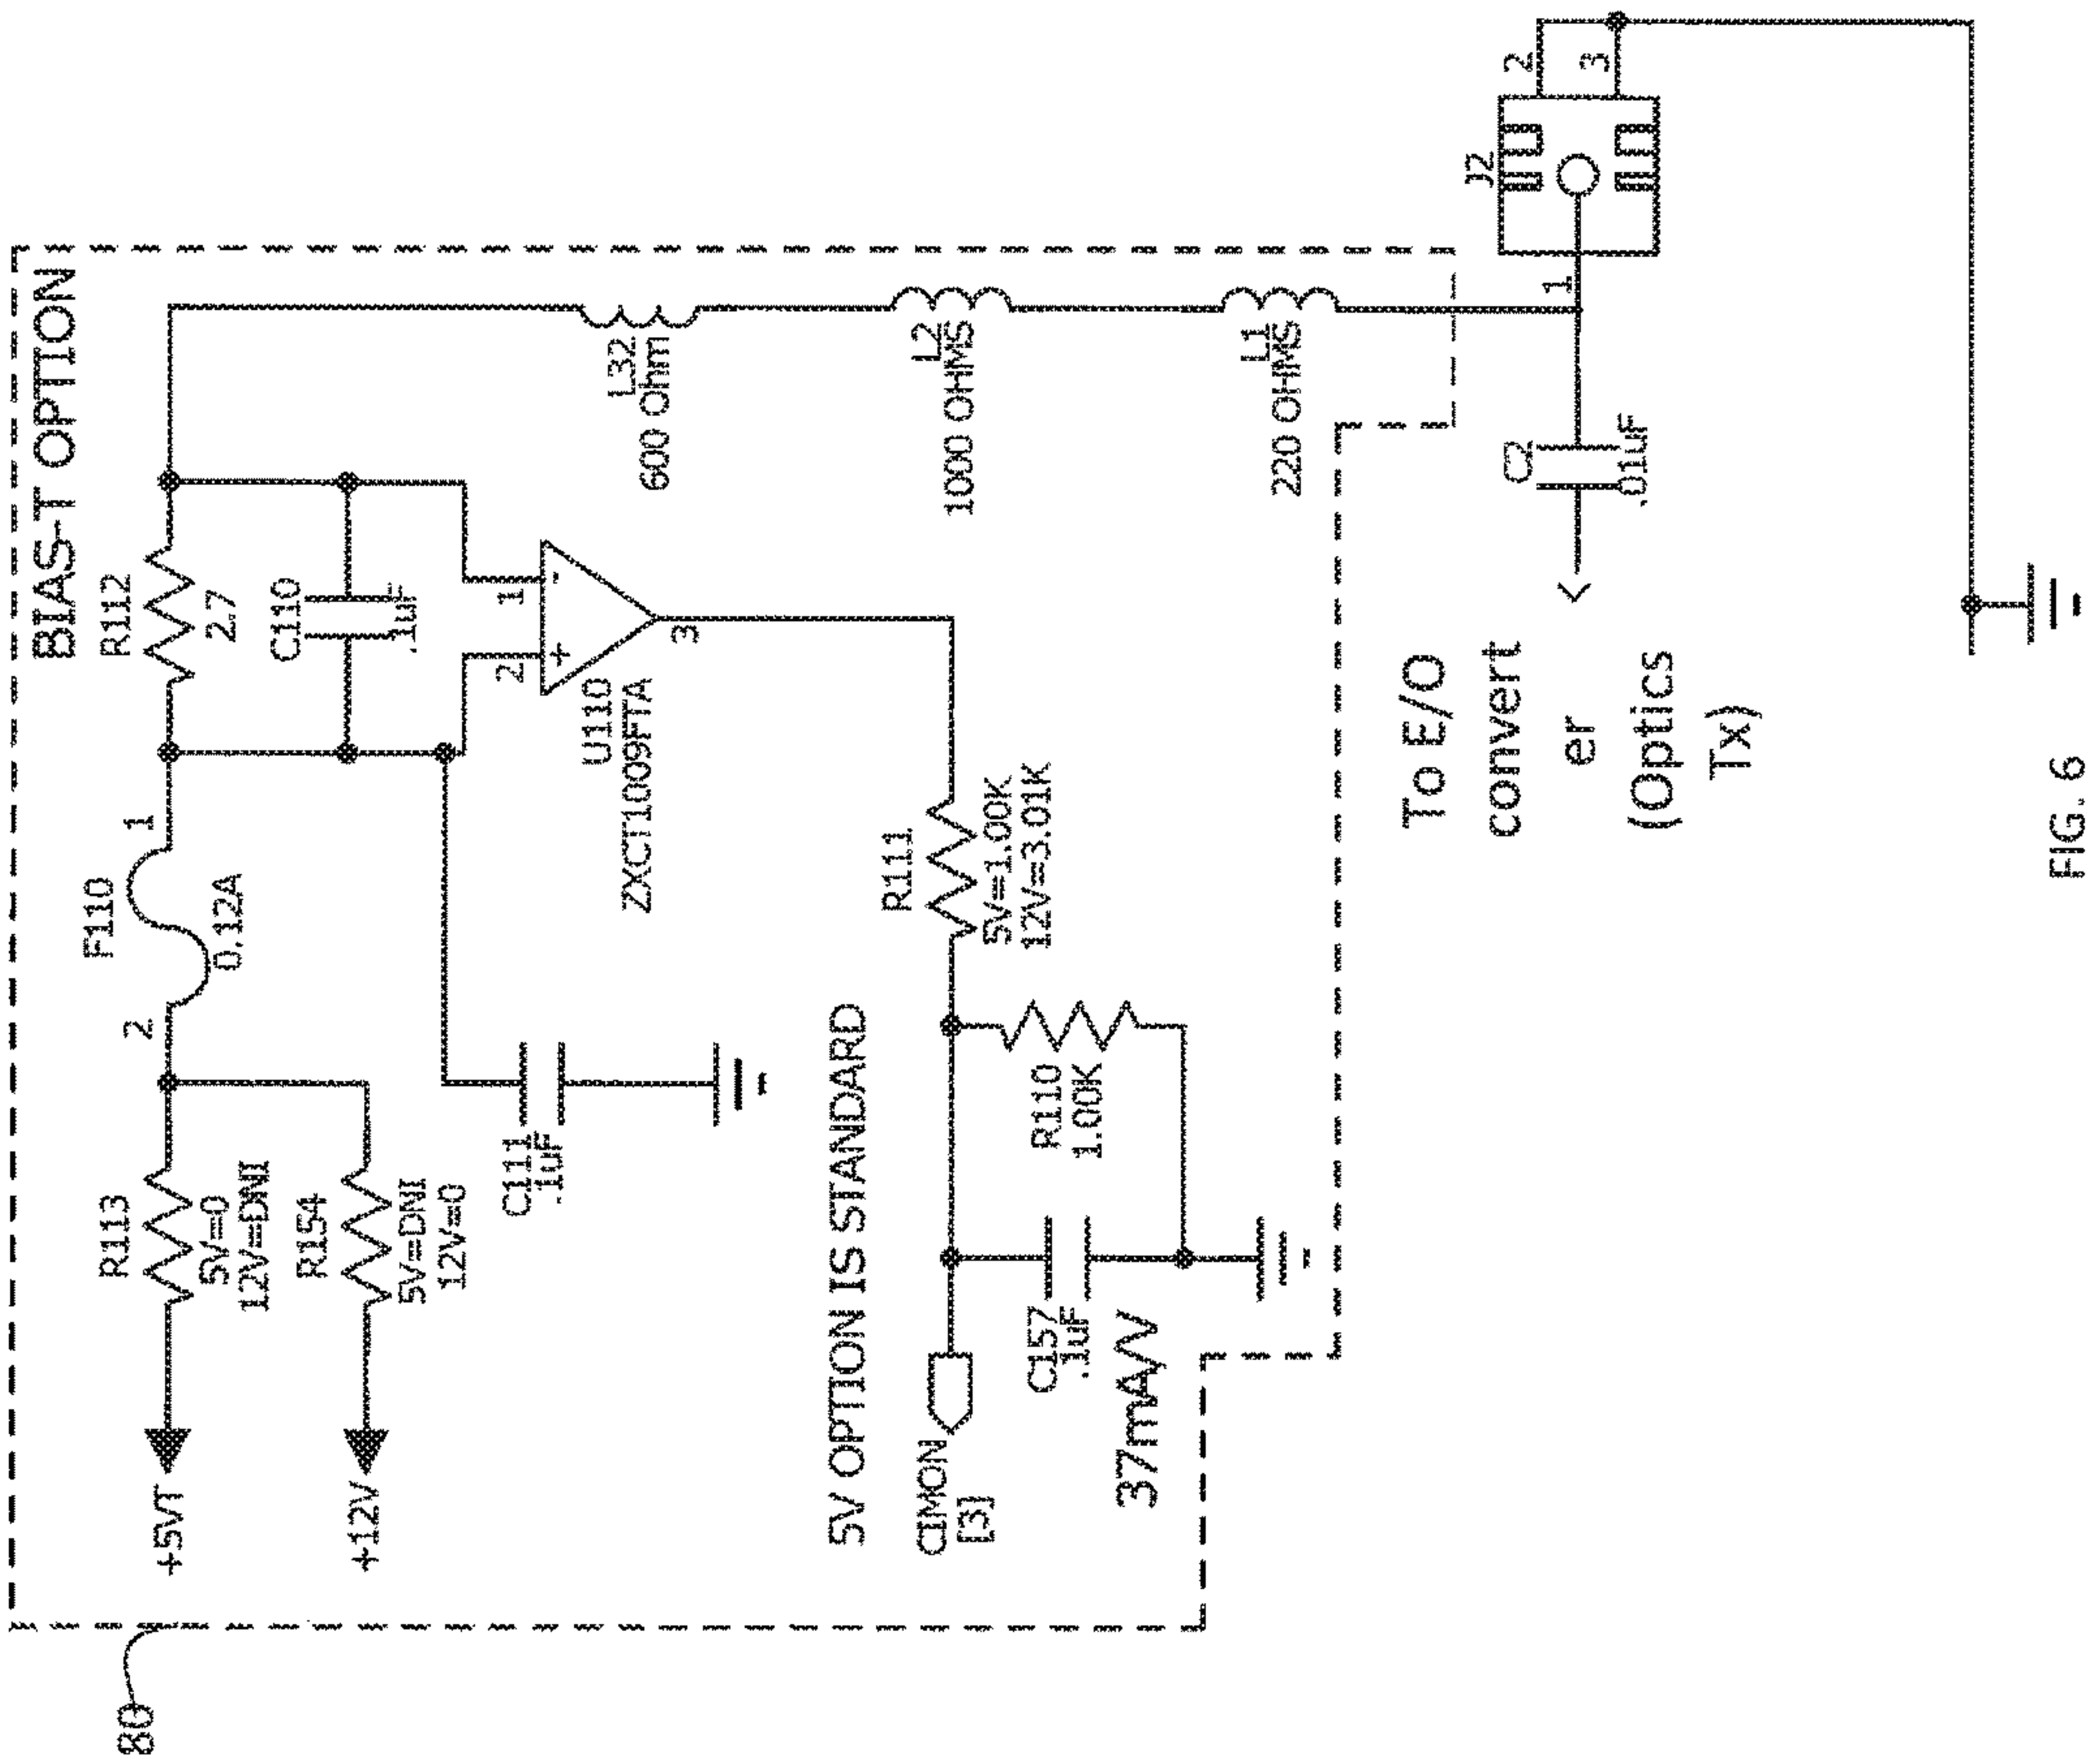 80
BIAS-T OPTION
+5VT
R113
5V=0
12V=DNI
+12V
R154
5V=DNI
12V=0
2
F110
0.12A
1
R112
2.7
C110
.1uF
C111
.1uF
2
+
1
-
3
U110
ZXCT1009FTA
L32
600 Ohm
L2
1000 OHMS
L1
220 OHMS
5V OPTION IS STANDARD
CIMON
[3]
C157
.1uF
37mA/V
R110
1.00K
R111
5V=1.00K
12V=3.01K
To E/O
convert
er
(Optics
Tx)
C2
.01uF
1
J2
2
3
FIG. 6